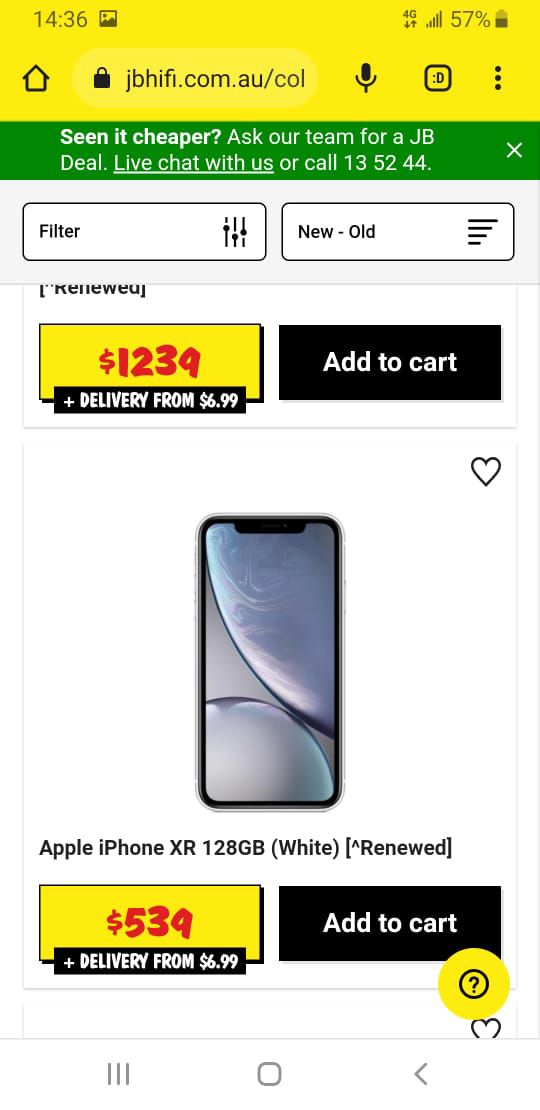 14:36
4G
57%
jbhifi.com.au/col
:D
Seen it cheaper? Ask our team for a JB
Deal. Live chat with us or call 13 52 44.
Filter
New - Old
[^Renewed]
$1239
+ DELIVERY FROM $6.99
Add to cart
Apple iPhone XR 128GB (White) [^Renewed]
$539
+ DELIVERY FROM $6.99
Add to cart
?